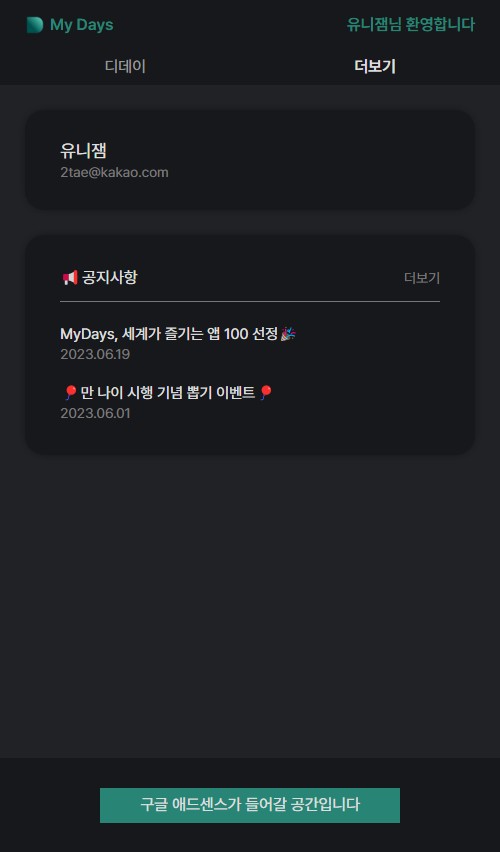 My Days
유니잼님 환영합니다
디데이
더보기
유니잼
2tae@kakao.com
📢 공지사항
더보기
MyDays, 세계가 즐기는 앱 100 선정 🎉
2023.06.19
🎈만 나이 시행 기념 뽑기 이벤트 🎈
2023.06.01
구글 애드센스가 들어갈 공간입니다